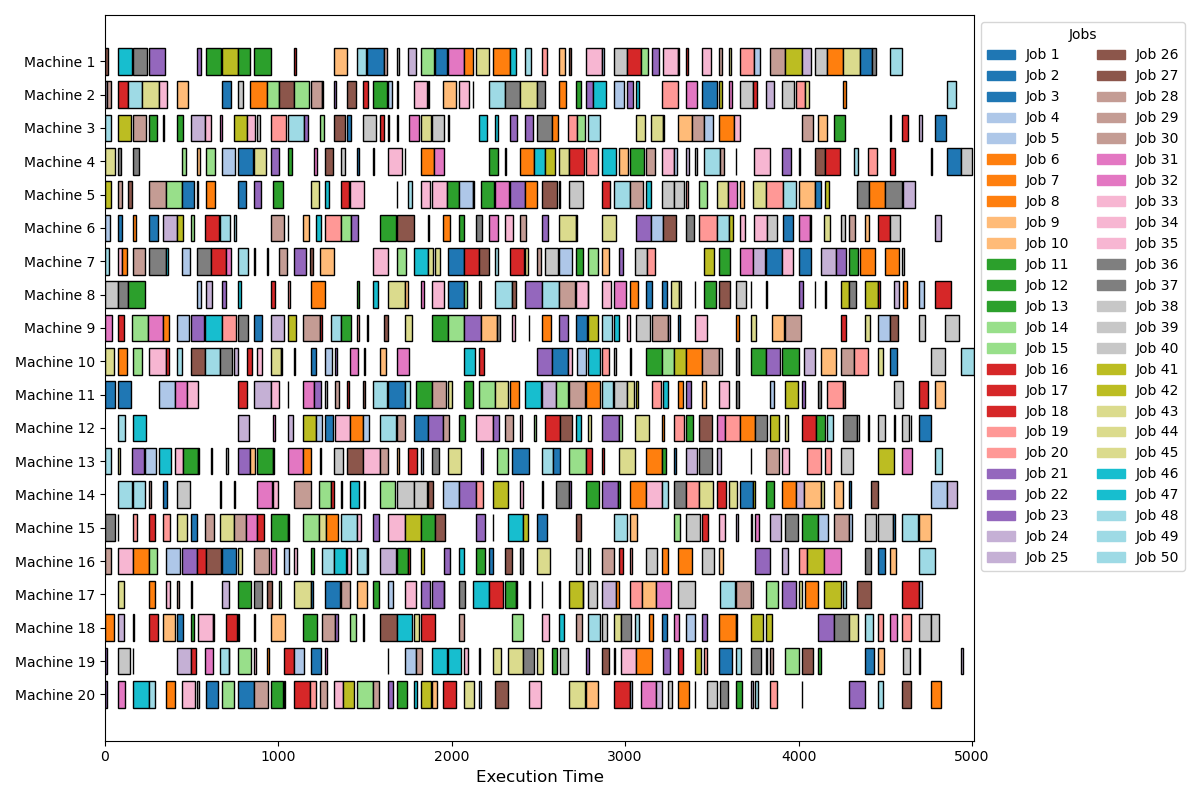 Machine 1
Machine 2
Machine 3
Machine 4
Machine 5
Machine 6
Machine 7
Machine 8
Machine 9
Machine 10
Machine 11
Machine 12
Machine 13
Machine 14
Machine 15
Machine 16
Machine 17
Machine 18
Machine 19
Machine 20
0 1000 2000 3000 4000 5000
Execution Time
Jobs
Job 1 Job 26
Job 2 Job 27
Job 3 Job 28
Job 4 Job 29
Job 5 Job 30
Job 6 Job 31
Job 7 Job 32
Job 8 Job 33
Job 9 Job 34
Job 10 Job 35
Job 11 Job 36
Job 12 Job 37
Job 13 Job 38
Job 14 Job 39
Job 15 Job 40
Job 16 Job 41
Job 17 Job 42
Job 18 Job 43
Job 19 Job 44
Job 20 Job 45
Job 21 Job 46
Job 22 Job 47
Job 23 Job 48
Job 24 Job 49
Job 25 Job 50